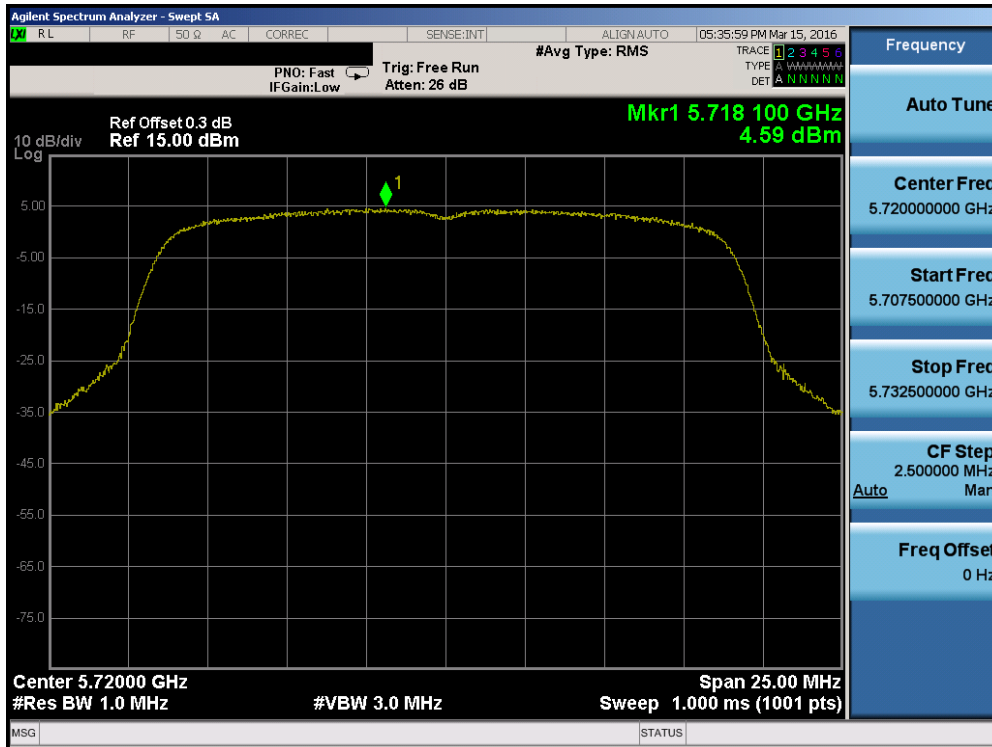 Agilent Spectrum Analyzer - Swept SA
LXI RL RF 50 Ω AC CORREC SENSE:INT ALIGN AUTO 05:35:59 PM Mar 15, 2016
Frequency
#Avg Type: RMS
TRACE 1 2 3 4 5 6
TYPE A WWWWW
DET A N N N N N
PNO: Fast
IFGain:Low
Trig: Free Run
Atten: 26 dB
Auto Tune
Mkr1 5.718 100 GHz
4.59 dBm
Ref Offset 0.3 dB
10 dB/div Ref 15.00 dBm
Log
1
5.00
-5.00
-15.0
-25.0
-35.0
-45.0
-55.0
-65.0
-75.0
Center Freq
5.720000000 GHz
Start Freq
5.707500000 GHz
Stop Freq
5.732500000 GHz
CF Step
2.500000 MHz
Auto Man
Freq Offset
0 Hz
Center 5.72000 GHz Span 25.00 MHz
#Res BW 1.0 MHz #VBW 3.0 MHz Sweep 1.000 ms (1001 pts)
MSG STATUS